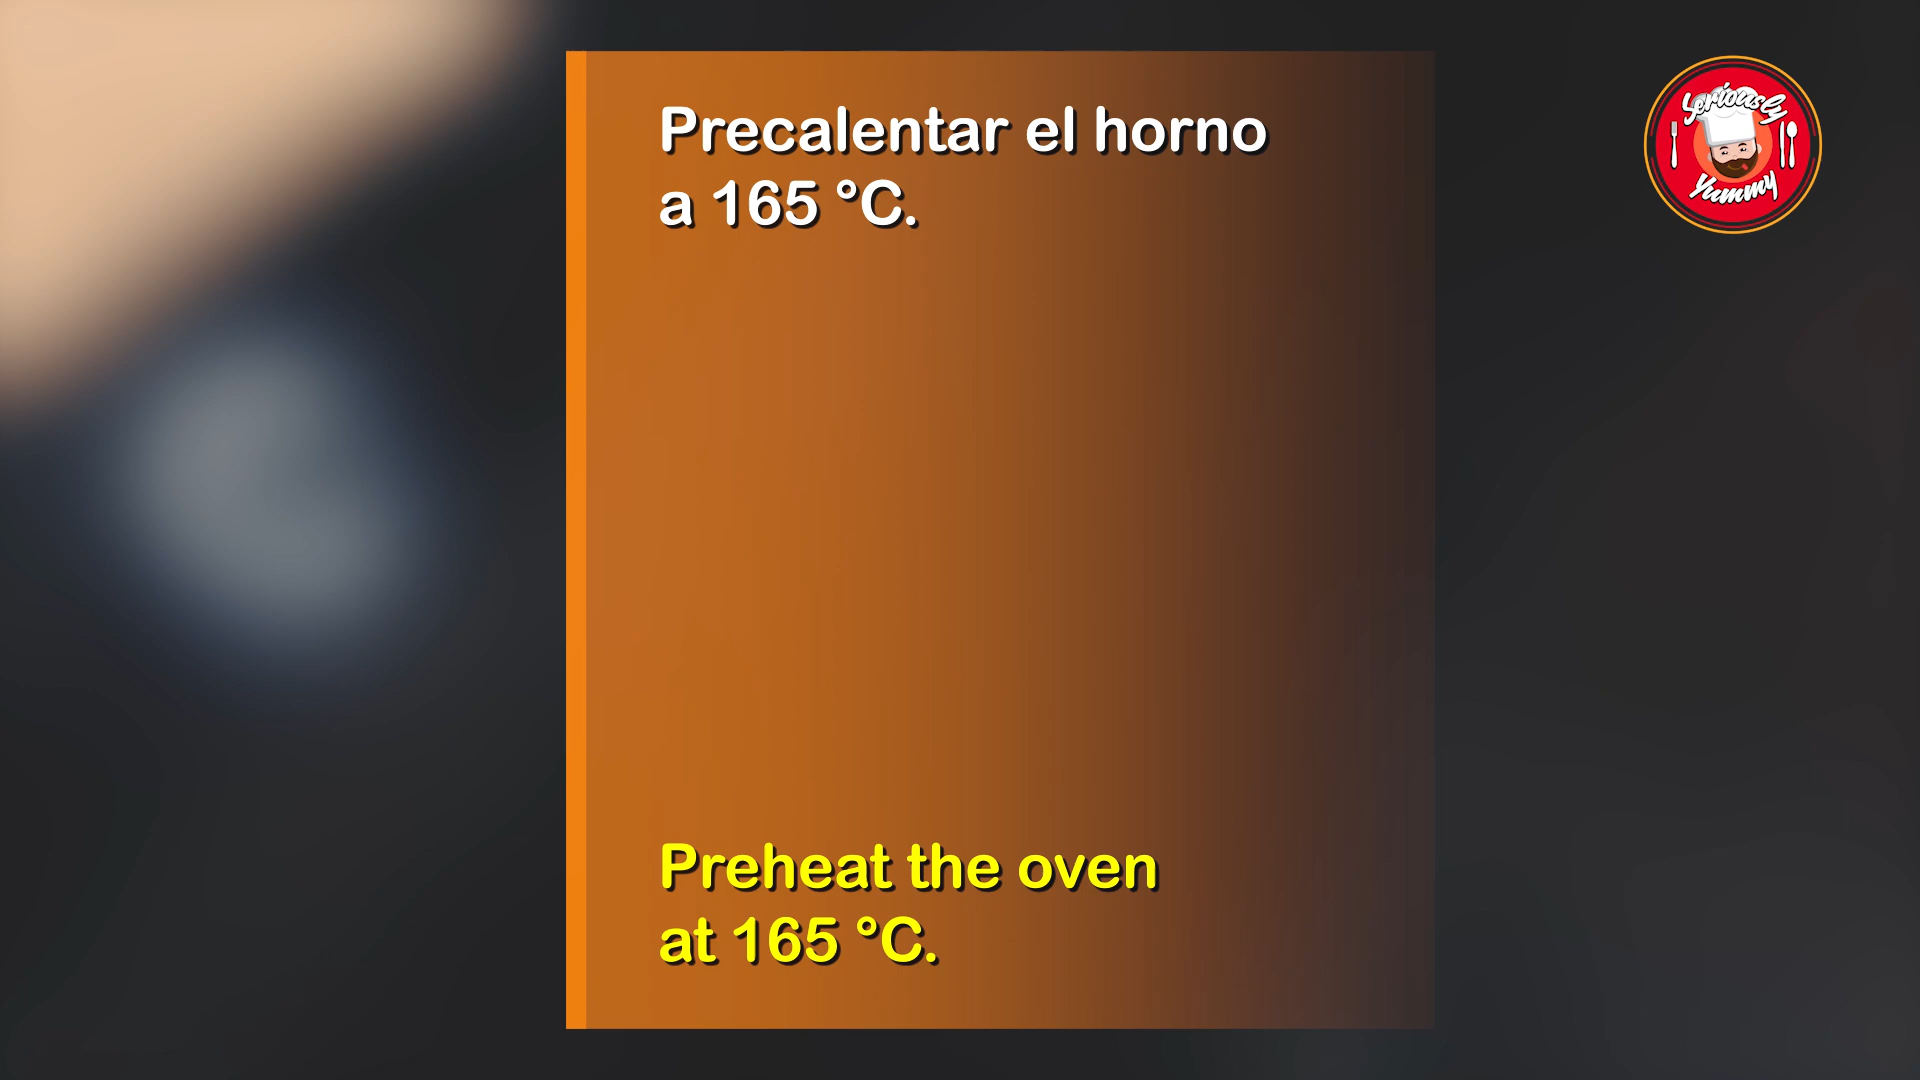 Precalentar el horno
a 165 °C.
Seriously
Yummy
Preheat the oven
at 165 °C.